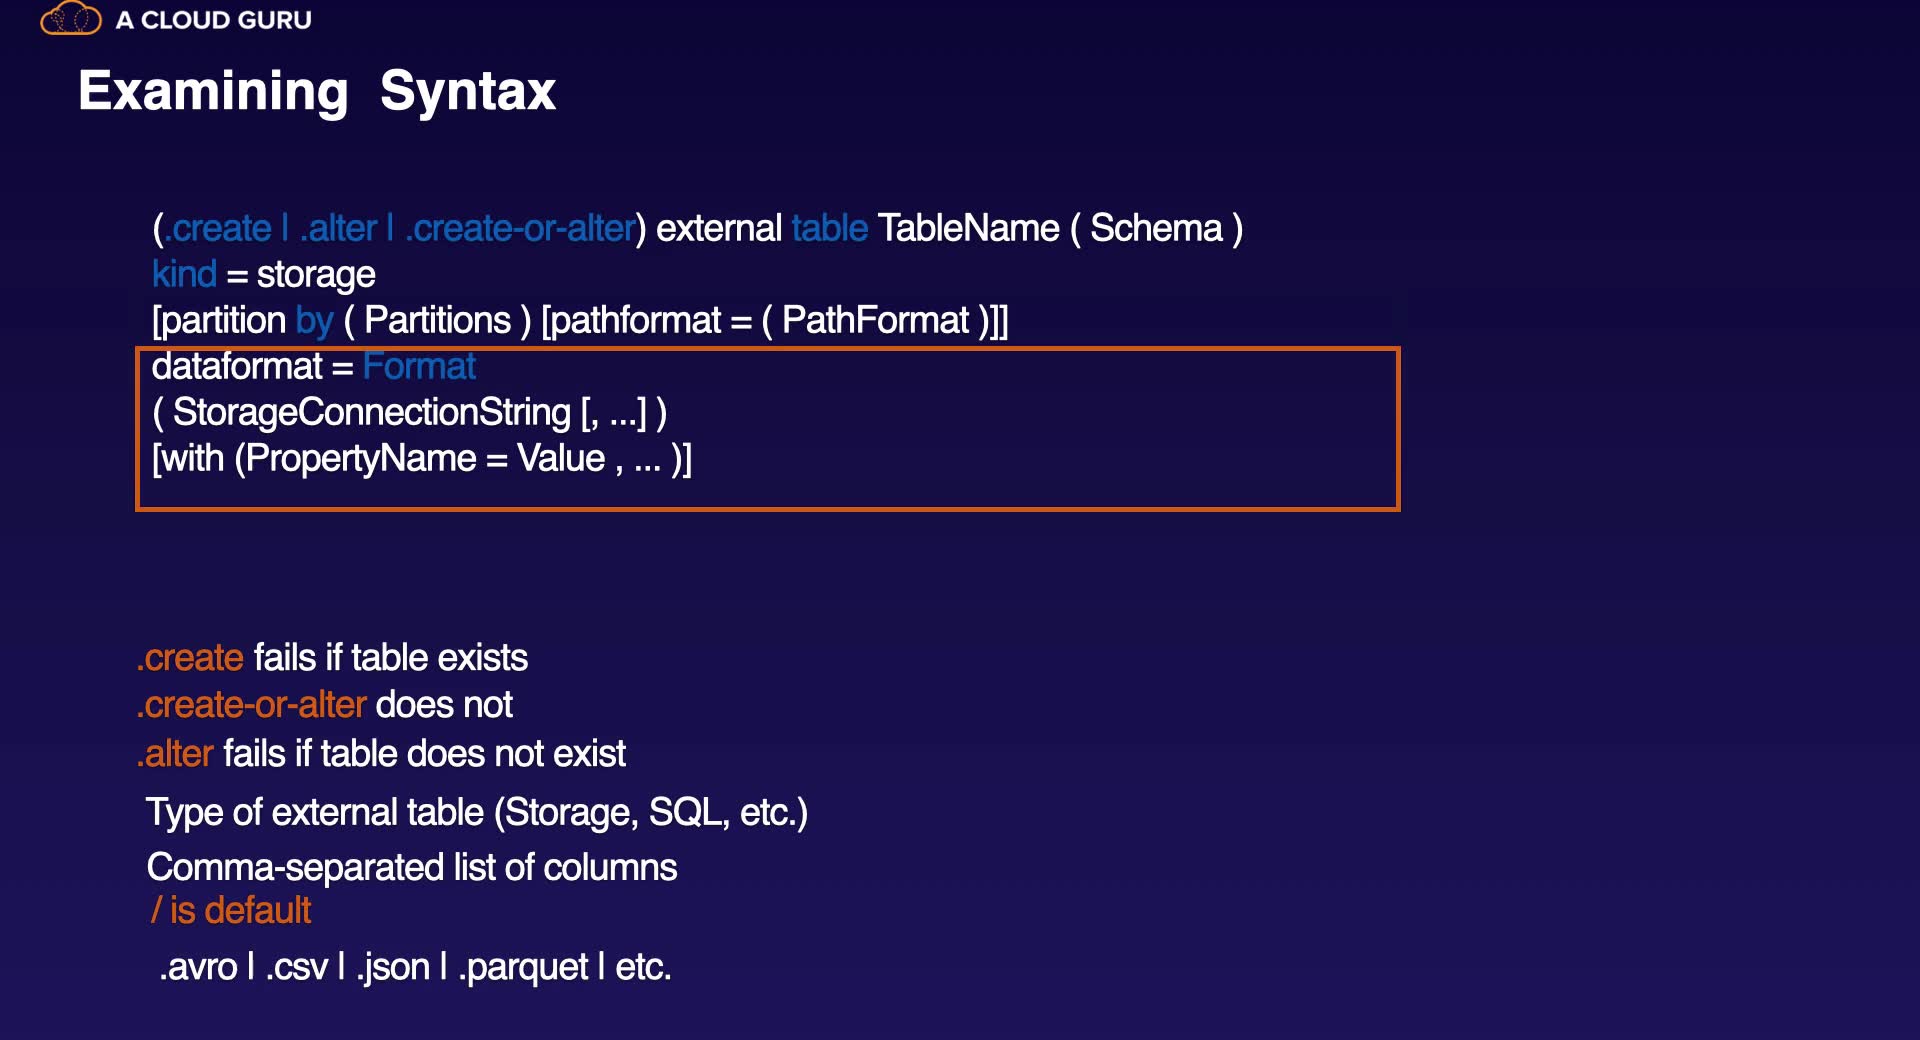 A CLOUD GURU
Examining Syntax
(.create | .alter | .create-or-alter) external table TableName ( Schema )
kind = storage
[partition by ( Partitions ) [pathformat = ( PathFormat )]]
dataformat = Format
( StorageConnectionString [, ...] )
[with (PropertyName = Value , ... )]
.create fails if table exists
.create-or-alter does not
.alter fails if table does not exist
Type of external table (Storage, SQL, etc.)
Comma-separated list of columns
/ is default
.avro | .csv | .json | .parquet | etc.